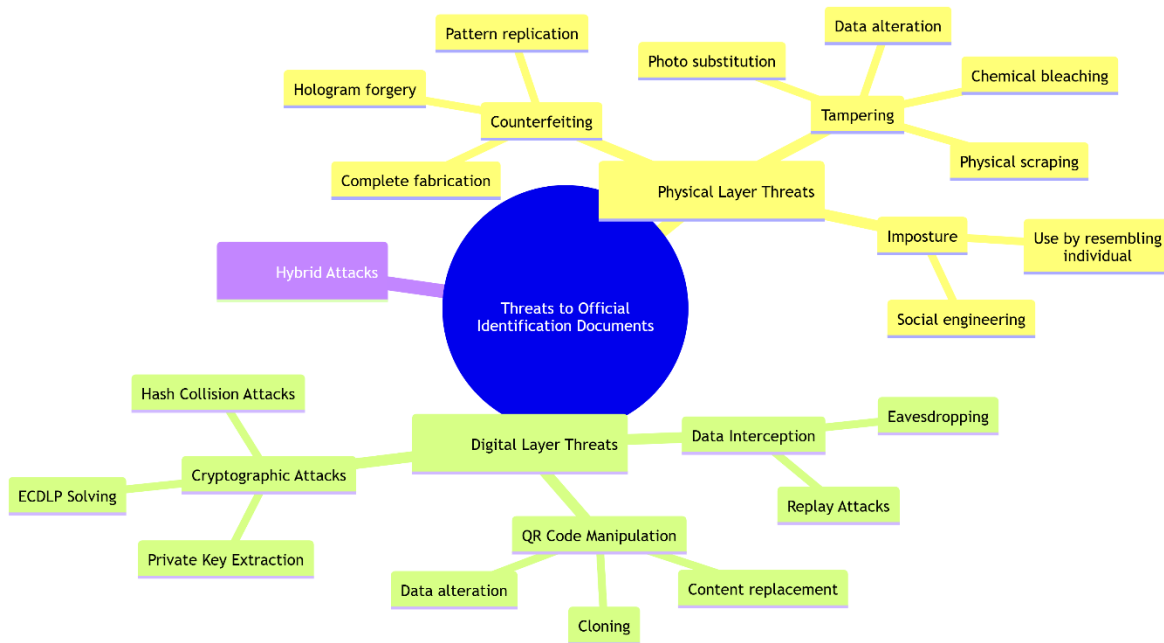 Pattern replication
Hologram forgery
Counterfeiting
Complete fabrication
Data alteration
Photo substitution
Chemical bleaching
Tampering
Physical scraping
Physical Layer Threats
Imposture
Use by resembling
individual
Social engineering
Hybrid Attacks
Threats to Official
Identification Documents
Hash Collision Attacks
Cryptographic Attacks
ECDLP Solving
Private Key Extraction
Digital Layer Threats
Data Interception
Eavesdropping
Replay Attacks
QR Code Manipulation
Data alteration
Cloning
Content replacement